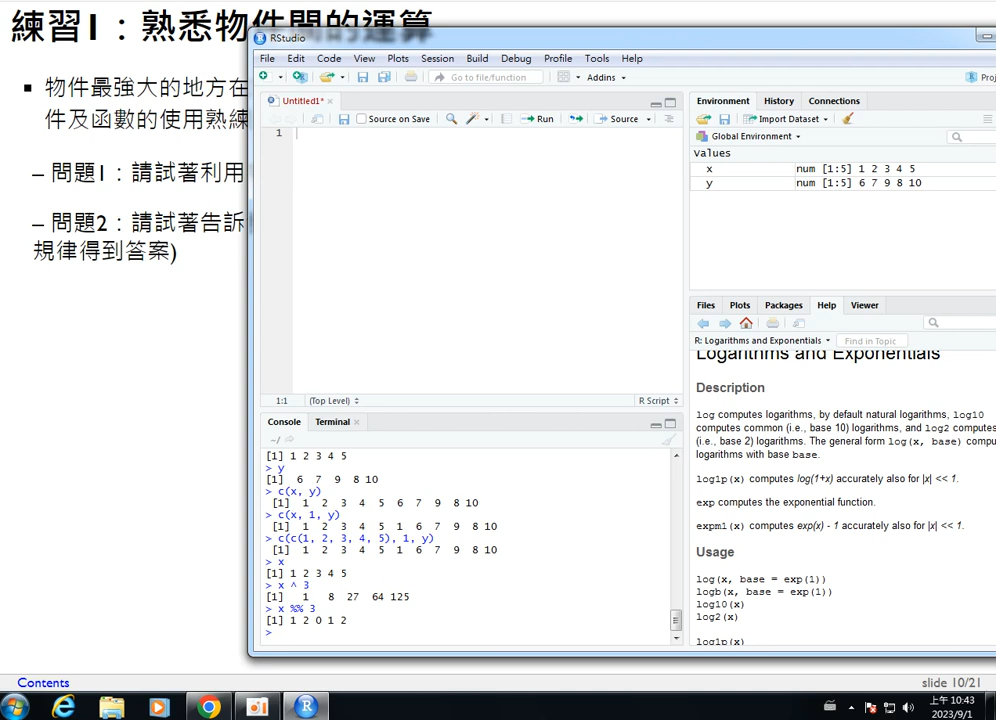 練習1：熟悉物件間的運算
物件最強大的地方在
件及函數的使用熟練
– 問題1：請試著利用
– 問題2：請試著告訴
規律得到答案)
RStudio
File Edit Code View Plots Session Build Debug Profile Tools Help
Go to file/function
Addins
Proj
Untitled1*
Source on Save
Run
Source
1
1:1 (Top Level) R Script
Console Terminal
~/
[1] 1 2 3 4 5
> y
[1] 6 7 9 8 10
> c(x, y)
[1] 1 2 3 4 5 6 7 9 8 10
> c(x, 1, y)
[1] 1 2 3 4 5 1 6 7 9 8 10
> c(c(1, 2, 3, 4, 5), 1, y)
[1] 1 2 3 4 5 1 6 7 9 8 10
> x
[1] 1 2 3 4 5
> x ^ 3
[1] 1 8 27 64 125
> x %% 3
[1] 1 2 0 1 2
>
Environment History Connections
Import Dataset
Global Environment
Values
x num [1:5] 1 2 3 4 5
y num [1:5] 6 7 9 8 10
Files Plots Packages Help Viewer
R: Logarithms and Exponentials Find in Topic
Logarithms and Exponentials
Description
log computes logarithms, by default natural logarithms, log10
computes common (i.e., base 10) logarithms, and log2 computes
(i.e., base 2) logarithms. The general form log(x, base) compu
logarithms with base base.
log1p(x) computes log(1+x) accurately also for |x| << 1.
exp computes the exponential function.
expm1(x) computes exp(x) - 1 accurately also for |x| << 1.
Usage
log(x, base = exp(1))
logb(x, base = exp(1))
log10(x)
log2(x)
log1p(x)
Contents
slide 10/21
上午 10:43
2023/9/1